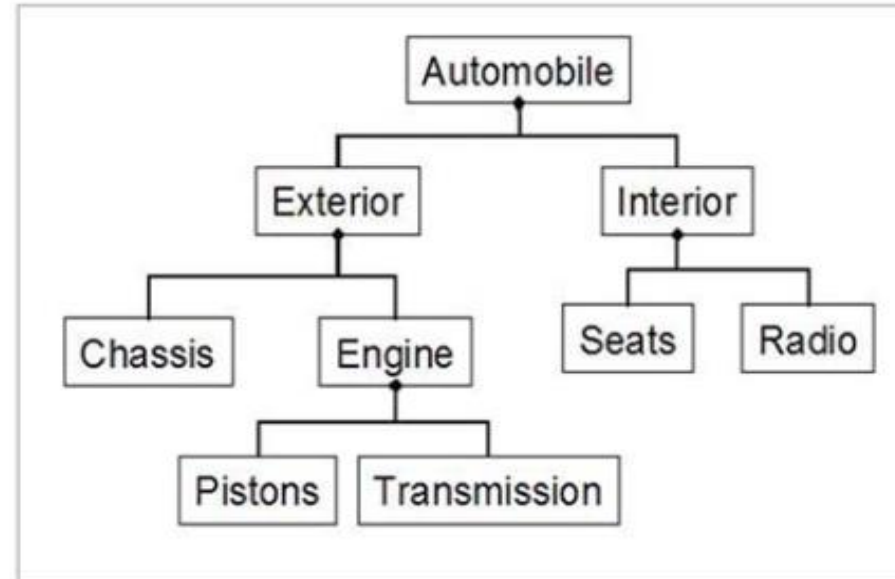 Automobile
Exterior
Interior
Chassis
Engine
Seats
Radio
Pistons
Transmission